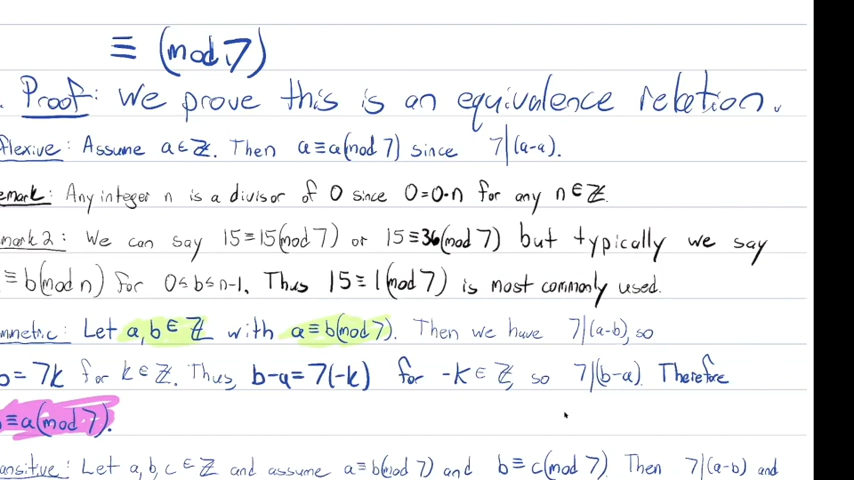 ≡ (mod 7)
. Proof: We prove this is an equivalence relation.
flexive: Assume a∈ℤ. Then a≡a(mod 7) since 7|(a-a).
emark: Any integer n is a divisor of 0 since 0=0·n for any n∈ℤ.
mark 2: We can say 15≡15(mod 7) or 15≡36(mod 7) but typically we say
≡b(mod n) for 0≤b≤n-1. Thus 15≡1(mod 7) is most commonly used.
mmetric: Let a,b∈ℤ with a≡b(mod 7). Then we have 7|(a-b), so
b=7k for k∈ℤ. Thus, b-a=7(-k) for -k∈ℤ, so 7|(b-a). Therefore
b≡a(mod 7).
ansitive: Let a,b,c∈ℤ and assume a≡b(mod 7) and b≡c(mod 7). Then 7|(a-b) and